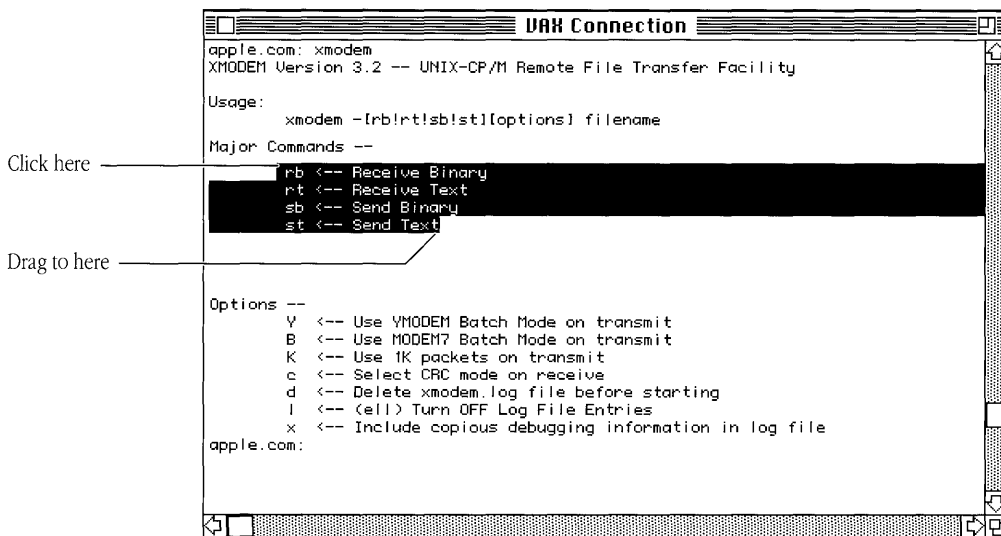 VAX Connection
apple.com: xmodem
XMODEM Version 3.2 -- UNIX-CP/M Remote File Transfer Facility
Usage:
xmodem -[rb!rt!sb!st][options] filename
Major Commands --
Click here
rb <-- Receive Binary
rt <-- Receive Text
sb <-- Send Binary
st <-- Send Text
Drag to here
Options --
Y <-- Use YMODEM Batch Mode on transmit
B <-- Use MODEM7 Batch Mode on transmit
K <-- Use 1K packets on transmit
c <-- Select CRC mode on receive
d <-- Delete xmodem.log file before starting
l <-- (ell) Turn OFF Log File Entries
x <-- Include copious debugging information in log file
apple.com: